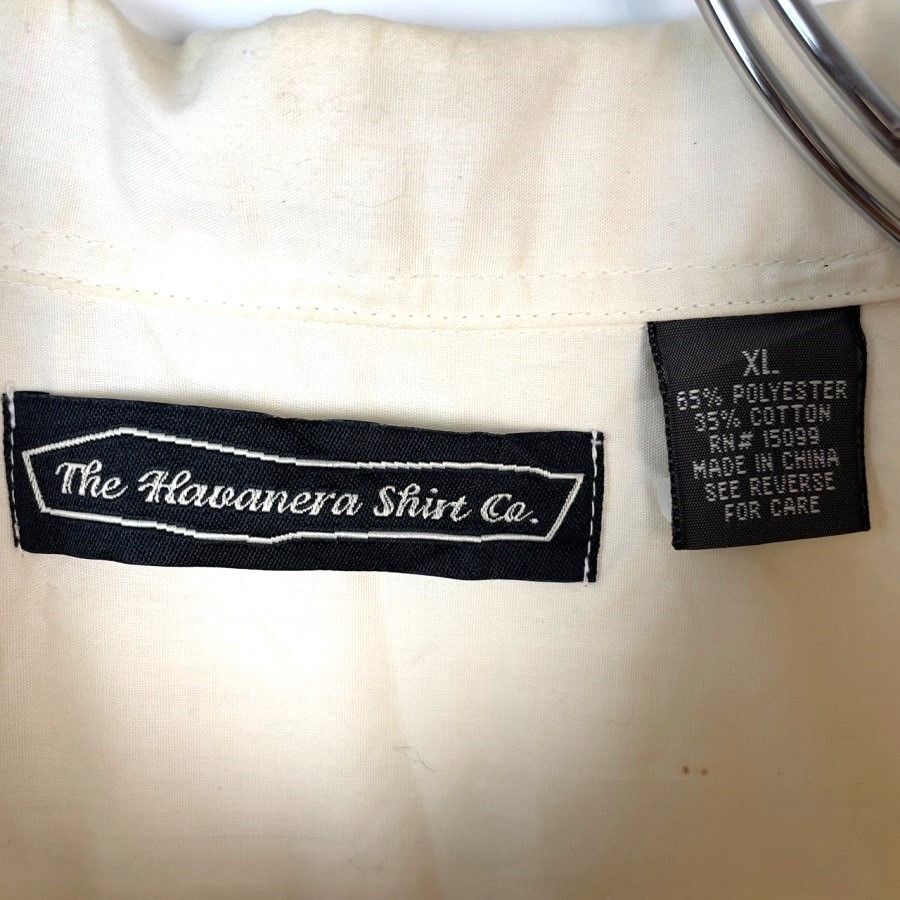 The Havanera Shirt Co.
XL
65% POLYESTER
35% COTTON
RN# 15099
MADE IN CHINA
SEE REVERSE
FOR CARE